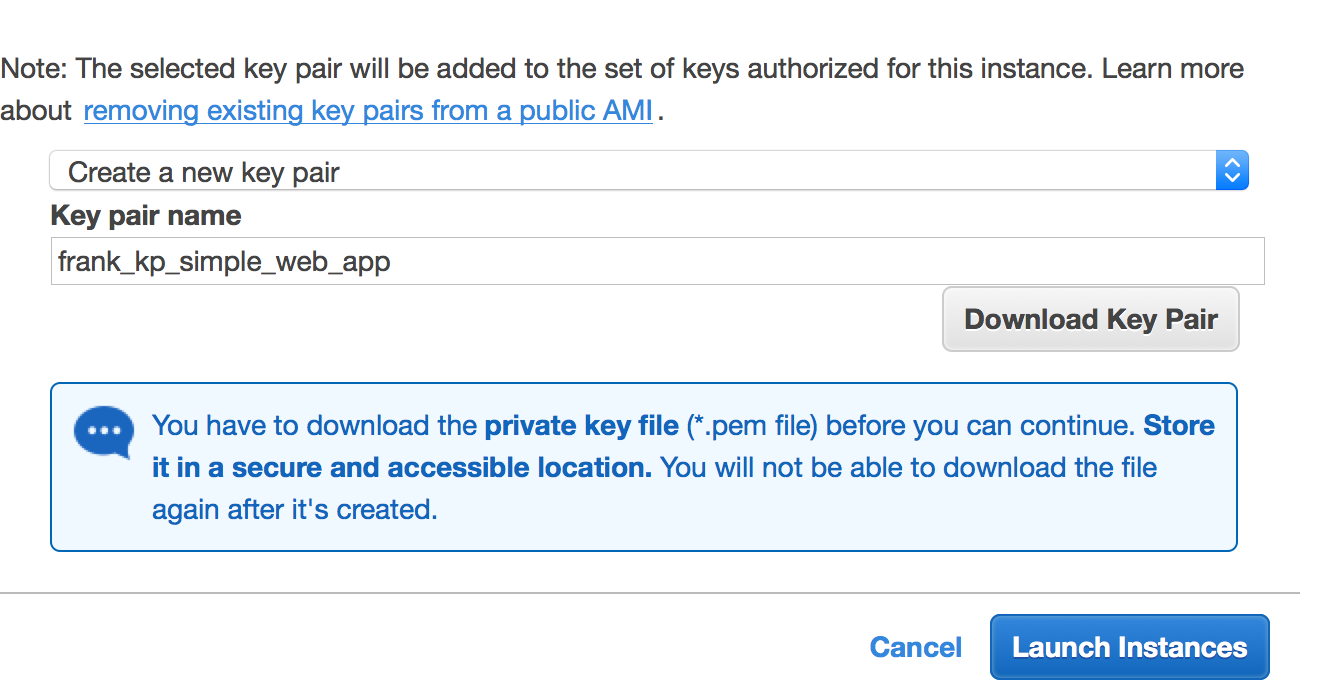 Note: The selected key pair will be added to the set of keys authorized for this instance. Learn more
about removing existing key pairs from a public AMI .
Create a new key pair
Key pair name
frank_kp_simple_web_app
Download Key Pair
You have to download the private key file (*.pem file) before you can continue. Store
it in a secure and accessible location. You will not be able to download the file
again after it's created.
Cancel Launch Instances